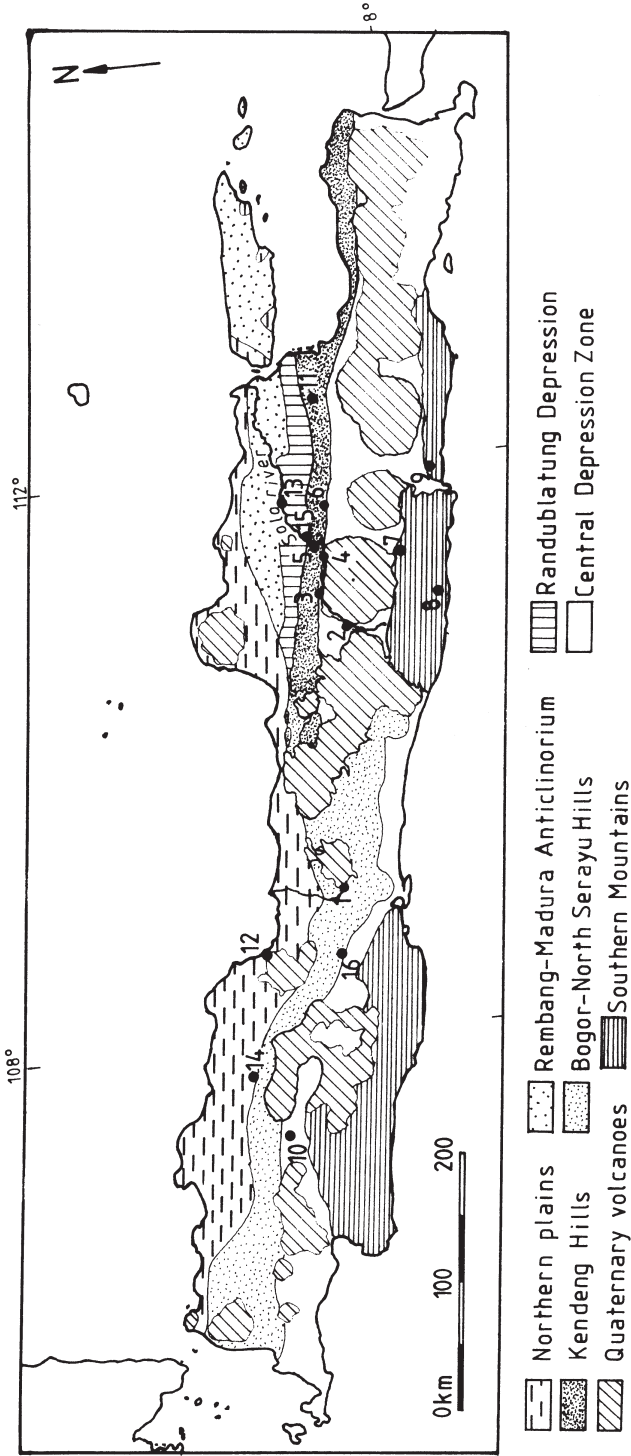 108°
112°
N
8°
Solo river
12
14
10
16
1
16
2
3
5
15
13
6
11
4
7
8
9
0km 100 200
Northern plains
Rembang-Madura Anticlinorium
Randublatung Depression
Kendeng Hills
Bogor-North Serayu Hills
Central Depression Zone
Quaternary volcanoes
Southern Mountains